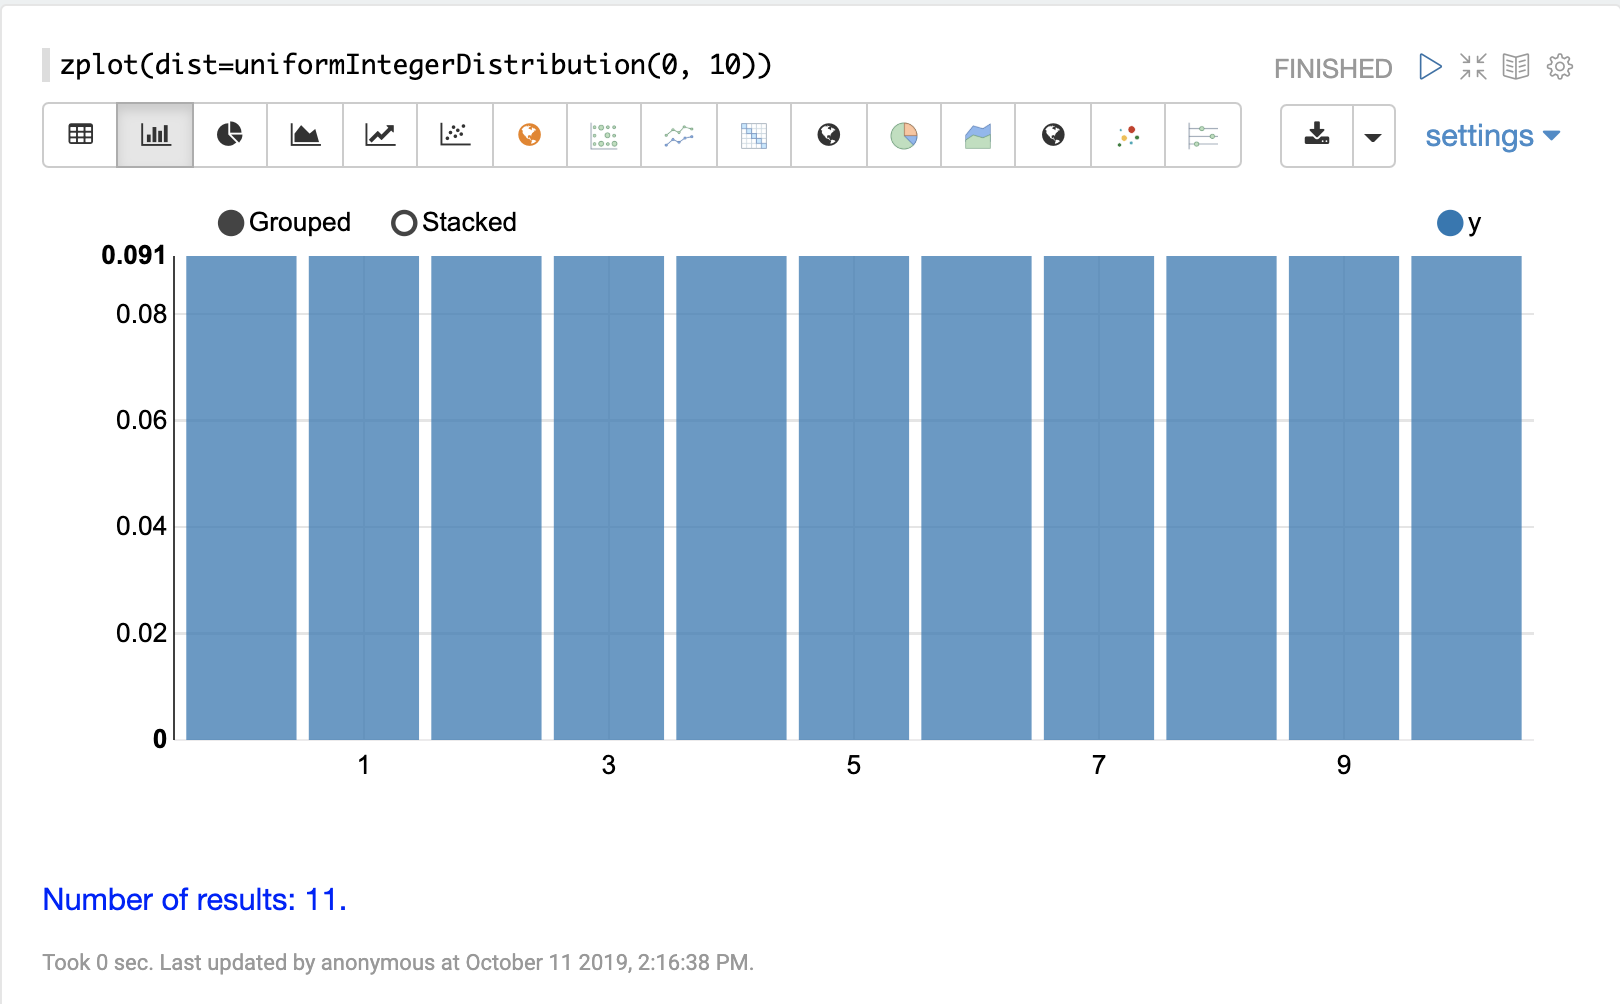 zplot(dist=uniformIntegerDistribution(0, 10))
FINISHED
settings
Grouped Stacked y
0.091
0.08
0.06
0.04
0.02
0
1 3 5 7 9
Number of results: 11.
Took 0 sec. Last updated by anonymous at October 11 2019, 2:16:38 PM.